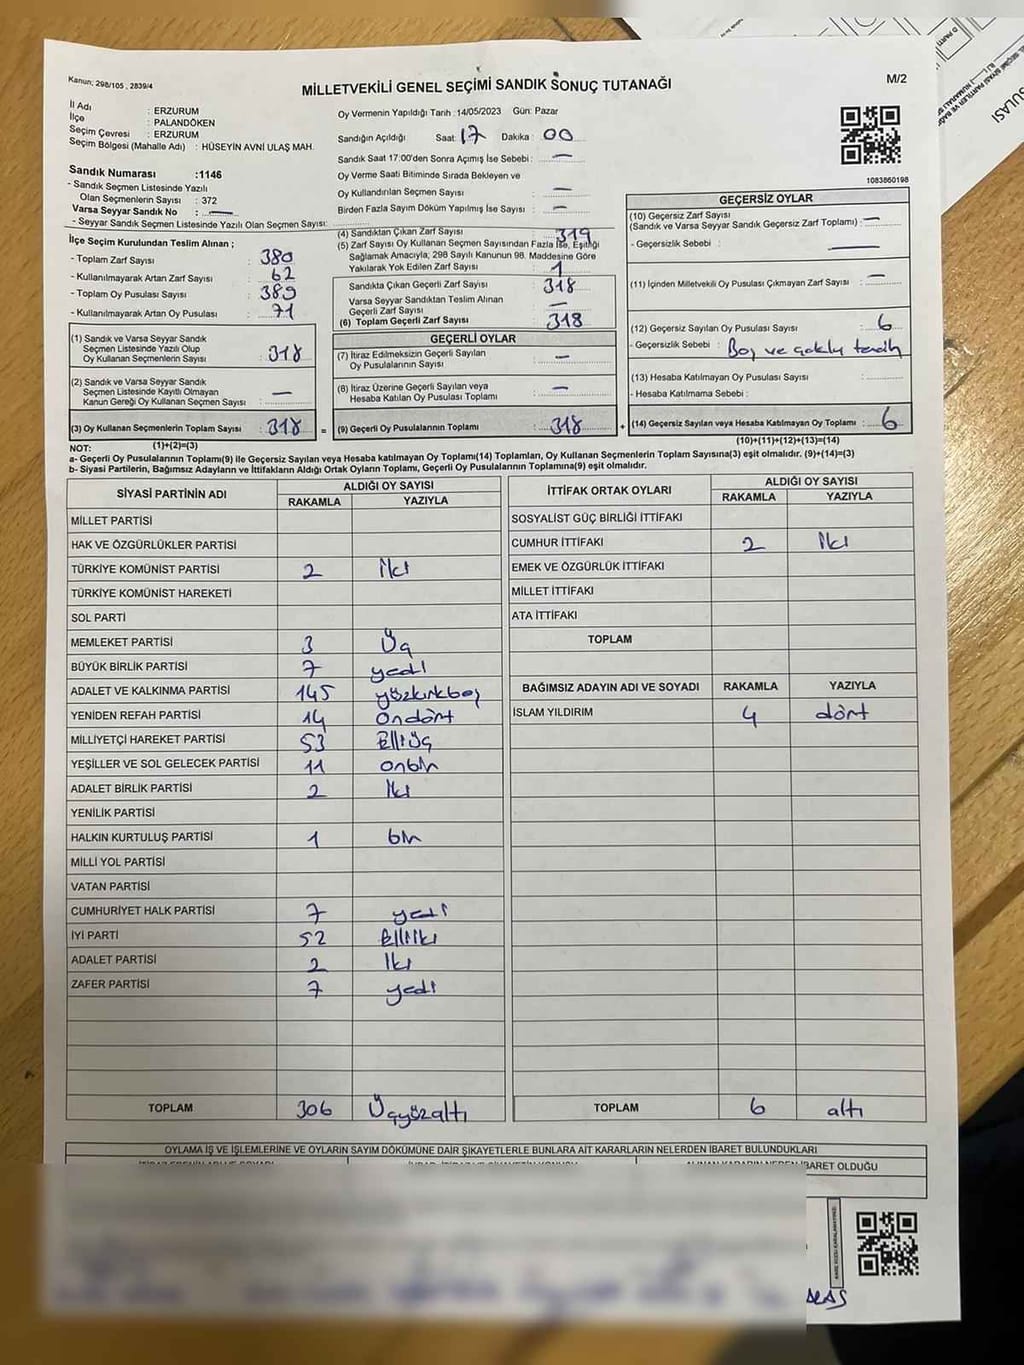 Kanun; 298/105 , 2839/4
MİLLETVEKİLİ GENEL SEÇİMİ SANDIK SONUÇ TUTANAĞI
M/2
İl Adı : ERZURUM
İlçe : PALANDÖKEN
Seçim Çevresi : ERZURUM
Seçim Bölgesi (Mahalle Adı) : HÜSEYİN AVNİ ULAŞ MAH.
Oy Vermenin Yapıldığı Tarih :14/05/2023 Gün: Pazar
Sandığın Açıldığı Saat: 17 Dakika : 00
Sandık Saat 17:00'den Sonra Açımış İse Sebebi : —
Oy Verme Saati Bitiminde Sırada Bekleyen ve
Oy Kullandırılan Seçmen Sayısı : —
Birden Fazla Sayım Döküm Yapılmış İse Sayısı : —
1083860198
Sandık Numarası :1146
- Sandık Seçmen Listesinde Yazılı
Olan Seçmenlerin Sayısı : 372
Varsa Seyyar Sandık No : —
- Seyyar Sandık Seçmen Listesinde Yazılı Olan Seçmen Sayısı:
İlçe Seçim Kurulundan Teslim Alınan ;
- Toplam Zarf Sayısı : 380
- Kullanılmayarak Artan Zarf Sayısı : 62
- Toplam Oy Pusulası Sayısı : 389
- Kullanılmayarak Artan Oy Pusulası : 71
(1) Sandık ve Varsa Seyyar Sandık
Seçmen Listesinde Yazılı Olup
Oy Kullanan Seçmenlerin Sayısı : 318
(2) Sandık ve Varsa Seyyar Sandık
Seçmen Listesinde Kayıtlı Olmayan
Kanun Gereği Oy Kullanan Seçmen Sayısı : —
(3) Oy Kullanan Seçmenlerin Toplam Sayısı : 318
(4) Sandıktan Çıkan Zarf Sayısı : 319
(5) Zarf Sayısı Oy Kullanan Seçmen Sayısından Fazla İse, Eşitliği
Sağlamak Amacıyla; 298 Sayılı Kanunun 98. Maddesine Göre
Yakılarak Yok Edilen Zarf Sayısı : 1
Sandıkta Çıkan Geçerli Zarf Sayısı : 318
Varsa Seyyar Sandıktan Teslim Alınan
Geçerli Zarf Sayısı : —
(6) Toplam Geçerli Zarf Sayısı : 318
GEÇERLİ OYLAR
(7) İtiraz Edilmeksizin Geçerli Sayılan
Oy Pusulalarının Sayısı : —
(8) İtiraz Üzerine Geçerli Sayılan veya
Hesaba Katılan Oy Pusulası Toplamı : —
= (9) Geçerli Oy Pusulalarının Toplamı : 318
GEÇERSİZ OYLAR
(10) Geçersiz Zarf Sayısı
(Sandık ve Varsa Seyyar Sandık Geçersiz Zarf Toplamı) : —
- Geçersizlik Sebebi : —
(11) İçinden Milletvekili Oy Pusulası Çıkmayan Zarf Sayısı : —
(12) Geçersiz Sayılan Oy Pusulası Sayısı : 6
- Geçersizlik Sebebi : Boş ve çoklu tercih
(13) Hesaba Katılmayan Oy Pusulası Sayısı :
- Hesaba Katılmama Sebebi :
+ (14) Geçersiz Sayılan veya Hesaba Katılmayan Oy Toplamı : 6
NOT: (1)+(2)=(3) (10)+(11)+(12)+(13)=(14)
a- Geçerli Oy Pusulalarının Toplamı(9) ile Geçersiz Sayılan veya Hesaba katılmayan Oy Toplamı(14) Toplamları, Oy Kullanan Seçmenlerin Toplam Sayısına(3) eşit olmalıdır. (9)+(14)=(3)
b- Siyasi Partilerin, Bağımsız Adayların ve İttifakların Aldığı Ortak Oyların Toplamı, Geçerli Oy Pusulalarının Toplamına(9) eşit olmalıdır.
SİYASİ PARTİNİN ADI ALDIĞI OY SAYISI
RAKAMLA YAZIYLA
MİLLET PARTİSİ
HAK VE ÖZGÜRLÜKLER PARTİSİ
TÜRKİYE KOMÜNİST PARTİSİ 2 İki
TÜRKİYE KOMÜNİST HAREKETİ
SOL PARTİ
MEMLEKET PARTİSİ 3 Üç
BÜYÜK BİRLİK PARTİSİ 7 yedi
ADALET VE KALKINMA PARTİSİ 145 yüzkırkbeş
YENİDEN REFAH PARTİSİ 14 ondört
MİLLİYETÇİ HAREKET PARTİSİ 53 Elliüç
YEŞİLLER VE SOL GELECEK PARTİSİ 11 onbir
ADALET BİRLİK PARTİSİ 2 İki
YENİLİK PARTİSİ
HALKIN KURTULUŞ PARTİSİ 1 bir
MİLLİ YOL PARTİSİ
VATAN PARTİSİ
CUMHURİYET HALK PARTİSİ 7 yedi
İYİ PARTİ 52 Elliiki
ADALET PARTİSİ 2 İki
ZAFER PARTİSİ 7 yedi
TOPLAM 306 Üçyüzaltı
İTTİFAK ORTAK OYLARI ALDIĞI OY SAYISI
RAKAMLA YAZIYLA
SOSYALİST GÜÇ BİRLİĞİ İTTİFAKI
CUMHUR İTTİFAKI 2 İki
EMEK VE ÖZGÜRLÜK İTTİFAKI
MİLLET İTTİFAKI
ATA İTTİFAKI
TOPLAM
BAĞIMSIZ ADAYIN ADI VE SOYADI RAKAMLA YAZIYLA
İSLAM YILDIRIM 4 dört
TOPLAM 6 altı
OYLAMA İŞ VE İŞLEMLERİNE VE OYLARIN SAYIM DÖKÜMÜNE DAİR ŞİKAYETLERLE BUNLARA AİT KARARLARIN NELERDEN İBARET BULUNDUKLARI
İBARET OLDUĞU